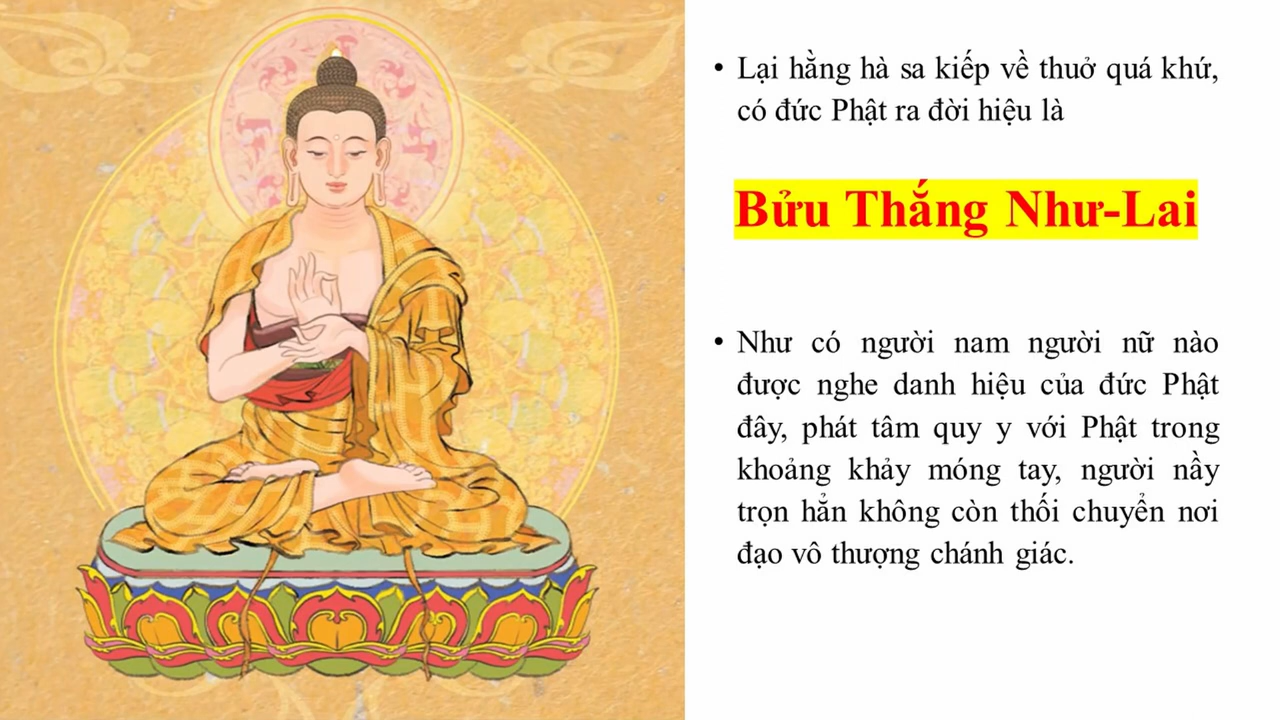 • Lại hằng hà sa kiếp về thuở quá khứ,
có đức Phật ra đời hiệu là
Bửu Thắng Như-Lai
• Như có người nam người nữ nào
được nghe danh hiệu của đức Phật
đây, phát tâm quy y với Phật trong
khoảng khảy móng tay, người nầy
trọn hẳn không còn thối chuyển nơi
đạo vô thượng chánh giác.